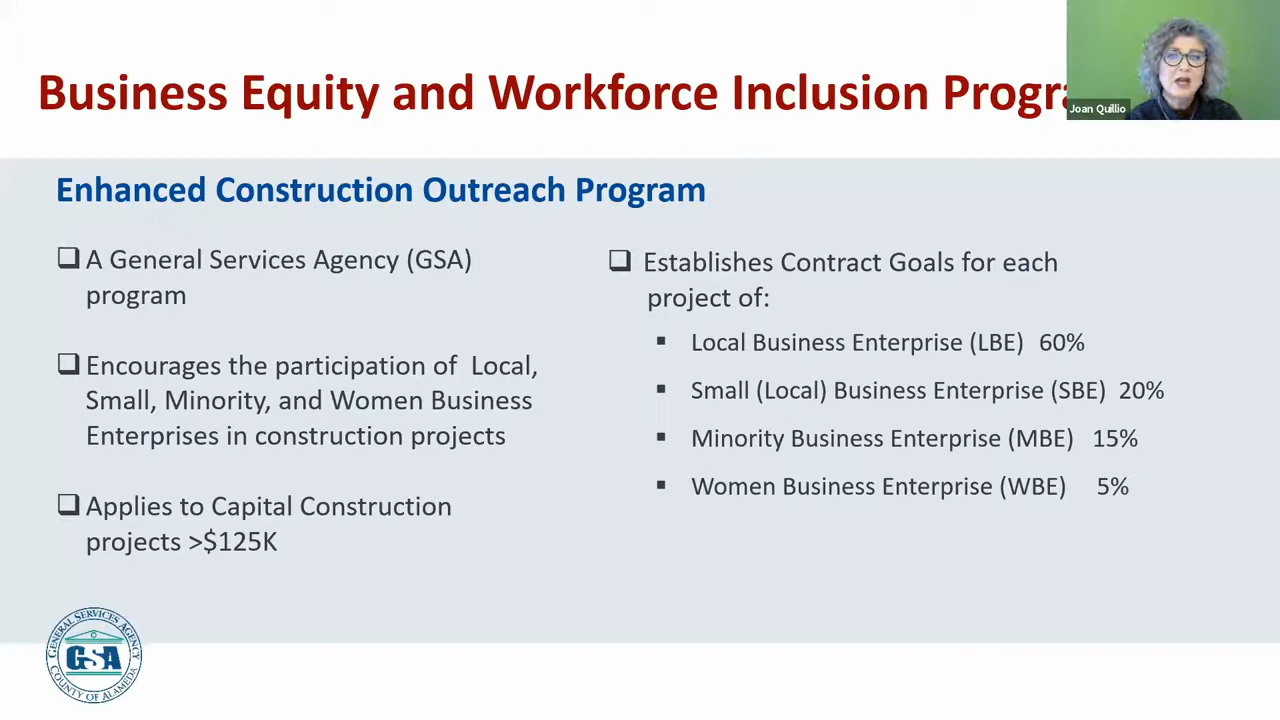 Business Equity and Workforce Inclusion Progra
Joan Quillio
Enhanced Construction Outreach Program
❑ A General Services Agency (GSA)
program
❑ Encourages the participation of Local,
Small, Minority, and Women Business
Enterprises in construction projects
❑ Applies to Capital Construction
projects >$125K
❑ Establishes Contract Goals for each
project of:
▪ Local Business Enterprise (LBE) 60%
▪ Small (Local) Business Enterprise (SBE) 20%
▪ Minority Business Enterprise (MBE) 15%
▪ Women Business Enterprise (WBE) 5%
GENERAL SERVICES AGENCY
GSA
COUNTY OF ALAMEDA